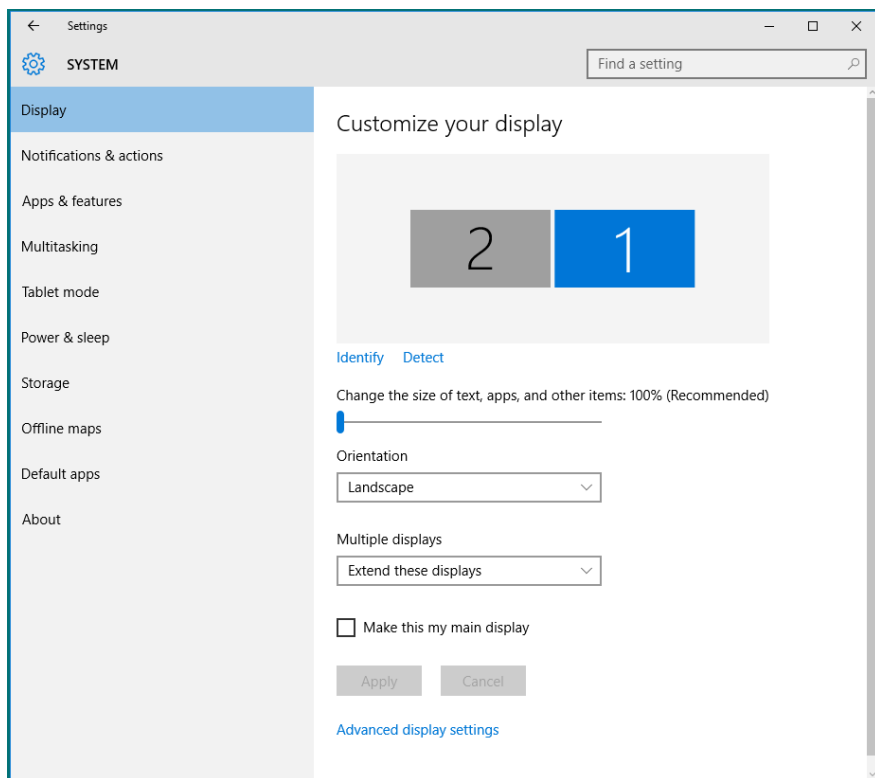 Settings
SYSTEM
Find a setting
Display
Notifications & actions
Apps & features
Multitasking
Tablet mode
Power & sleep
Storage
Offline maps
Default apps
About
Customize your display
2 1
Identify Detect
Change the size of text, apps, and other items: 100% (Recommended)
Orientation
Landscape
Multiple displays
Extend these displays
Make this my main display
Apply Cancel
Advanced display settings